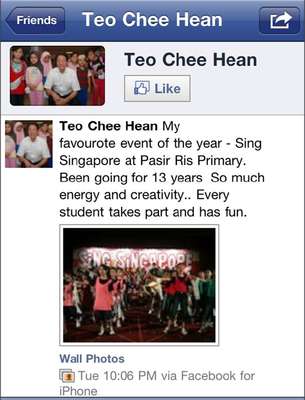 Friends
Teo Chee Hean
Teo Chee Hean
Like
Teo Chee Hean My
favourote event of the year - Sing
Singapore at Pasir Ris Primary.
Been going for 13 years So much
energy and creativity.. Every
student takes part and has fun.
SING SINGAPORE
Wall Photos
Tue 10:06 PM via Facebook for
iPhone